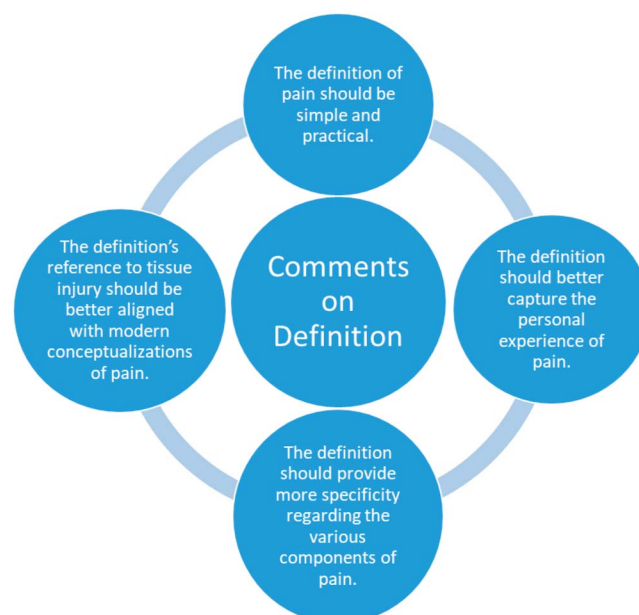 The definition of
pain should be
simple and
practical.
The definition's
reference to tissue
injury should be
better aligned
with modern
conceptualizations
of pain.
Comments
on
Definition
The definition
should better
capture the
personal
experience of
pain.
The definition
should provide
more specificity
regarding the
various
components of
pain.